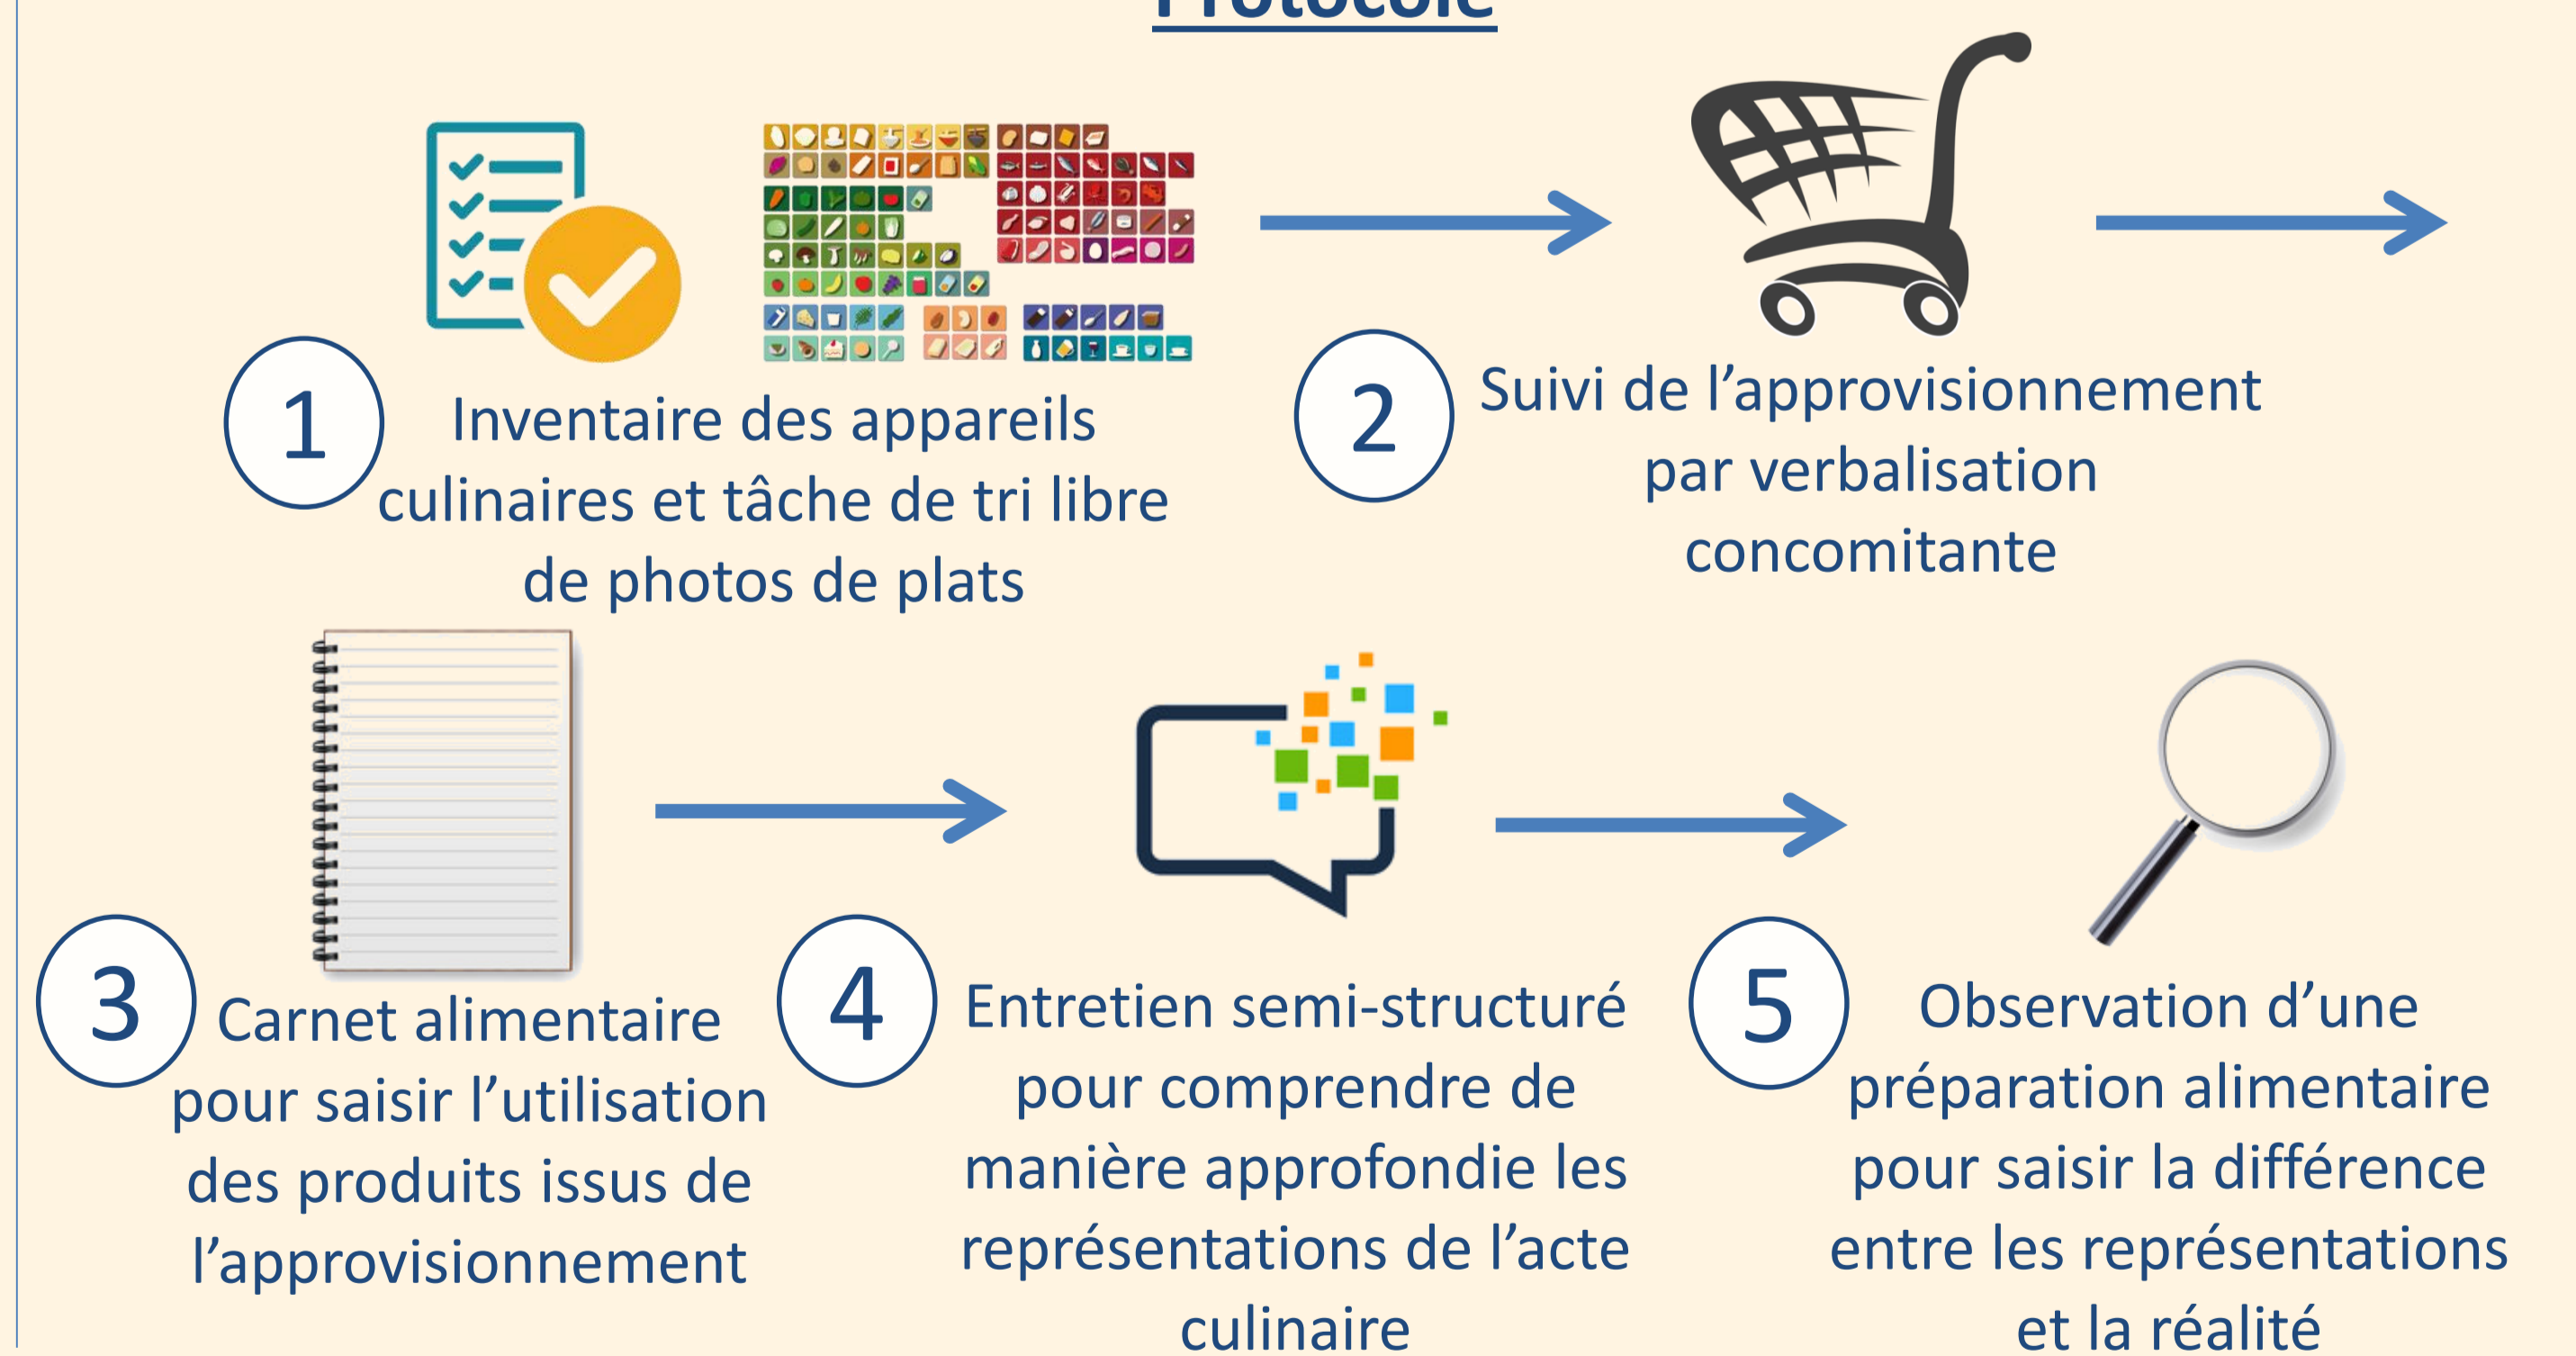 Protocole
1
Inventaire des appareils
culinaires et tâche de tri libre
de photos de plats
2
Suivi de l’approvisionnement
par verbalisation
concomitante
3
Carnet alimentaire
pour saisir l’utilisation
des produits issus de
l’approvisionnement
4
Entretien semi-structuré
pour comprendre de
manière approfondie les
représentations de l’acte
culinaire
5
Observation d’une
préparation alimentaire
pour saisir la différence
entre les représentations
et la réalité